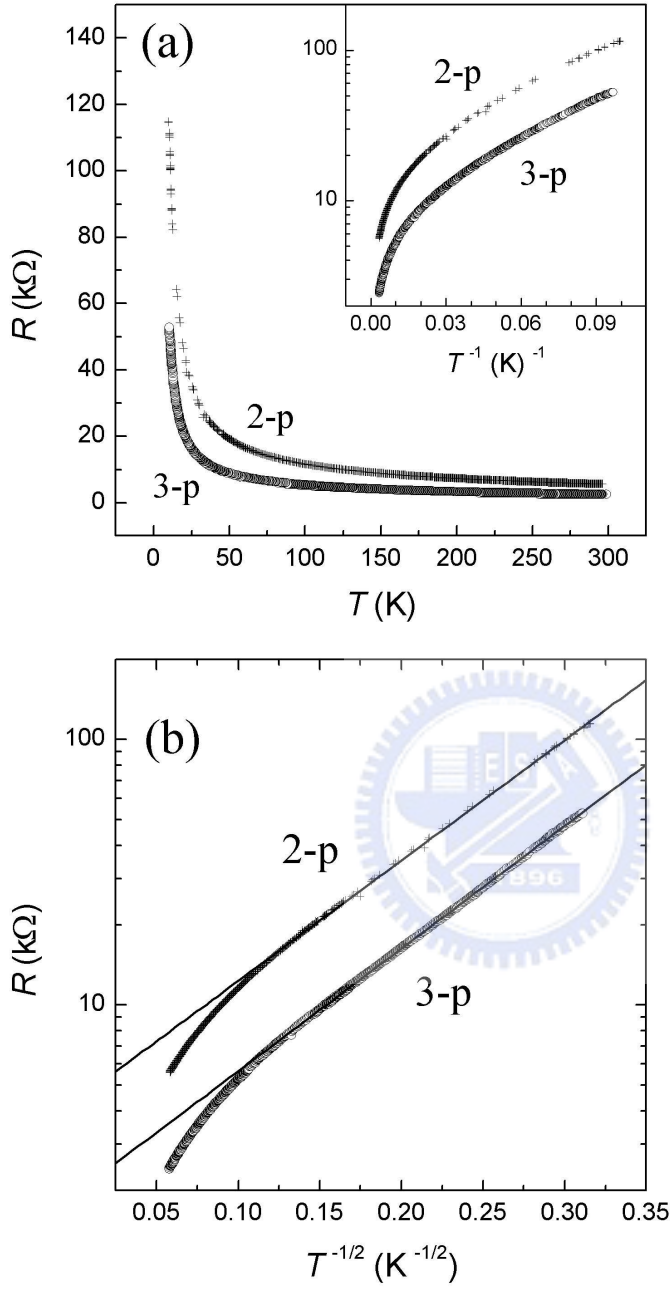 (a)
140
120
100
80
60
40
20
0
R (kΩ)
2-p
3-p
0 50 100 150 200 250 300
T (K)
100
10
2-p
3-p
0.00 0.03 0.06 0.09
T⁻¹ (K)⁻¹
(b)
100
10
R (kΩ)
2-p
3-p
0.05 0.10 0.15 0.20 0.25 0.30 0.35
T⁻¹/² (K⁻¹/²)
E S A
1896